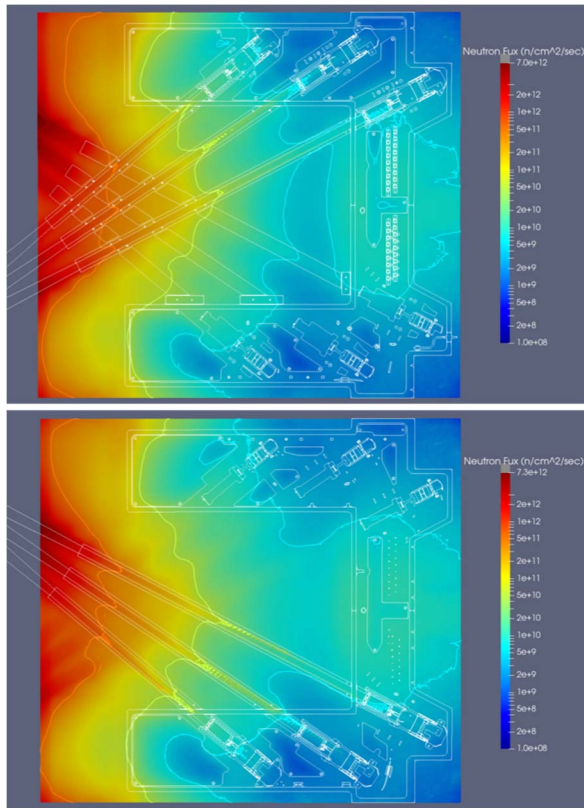 Neutron Fux (n/cm^2/sec)
7.0e+12
2e+12
1e+12
5e+11
2e+11
1e+11
5e+10
2e+10
1e+10
5e+9
2e+9
1e+9
5e+8
2e+8
1.0e+08
Neutron Fux (n/cm^2/sec)
7.3e+12
2e+12
1e+12
5e+11
2e+11
1e+11
5e+10
2e+10
1e+10
5e+9
2e+9
1e+9
5e+8
2e+8
1.0e+08